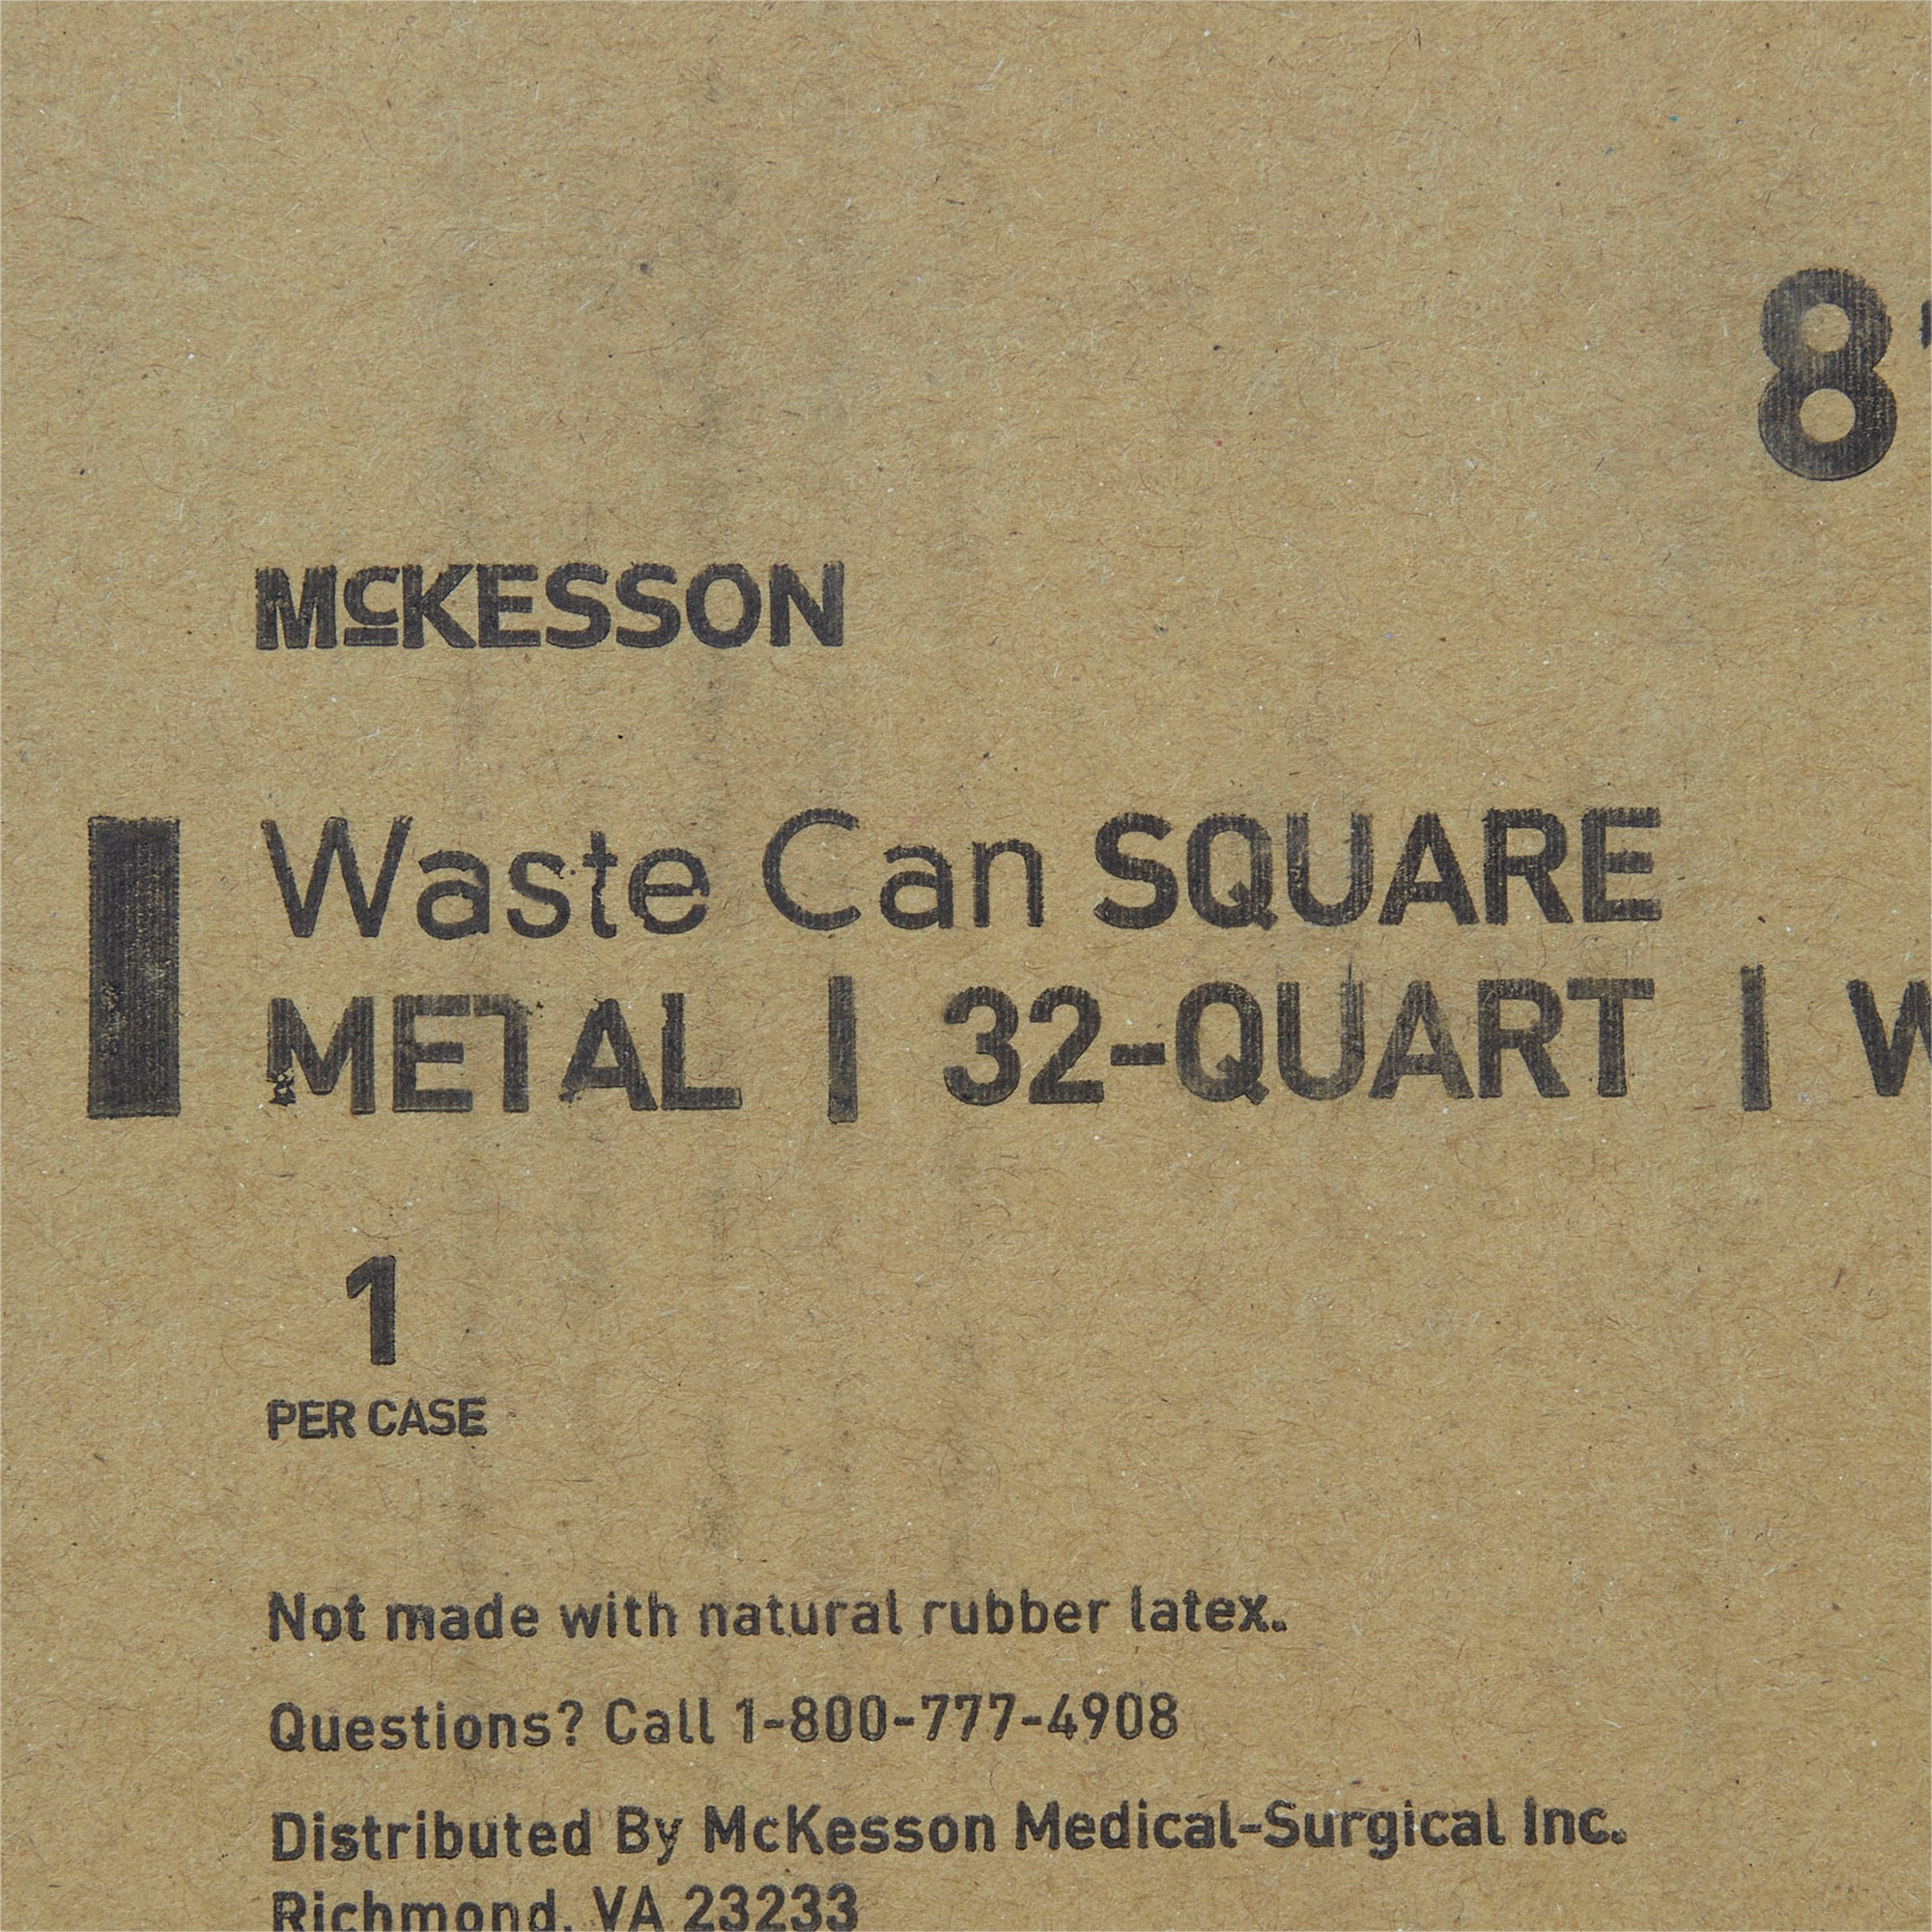 8
McKESSON
Waste Can SQUARE
METAL | 32-QUART |
1
PER CASE
Not made with natural rubber latex.
Questions? Call 1-800-777-4908
Distributed By McKesson Medical-Surgical Inc.
Richmond, VA 23233